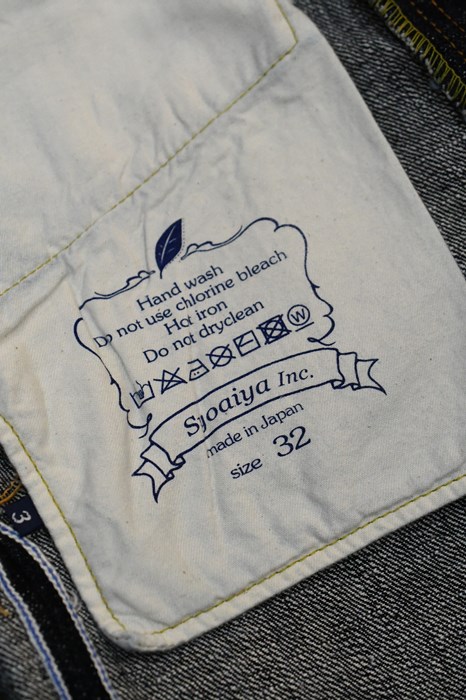 Hand wash
Do not use chlorine bleach
Hot iron
Do not dryclean
W
Syoaiya Inc.
made in Japan
size 32
3